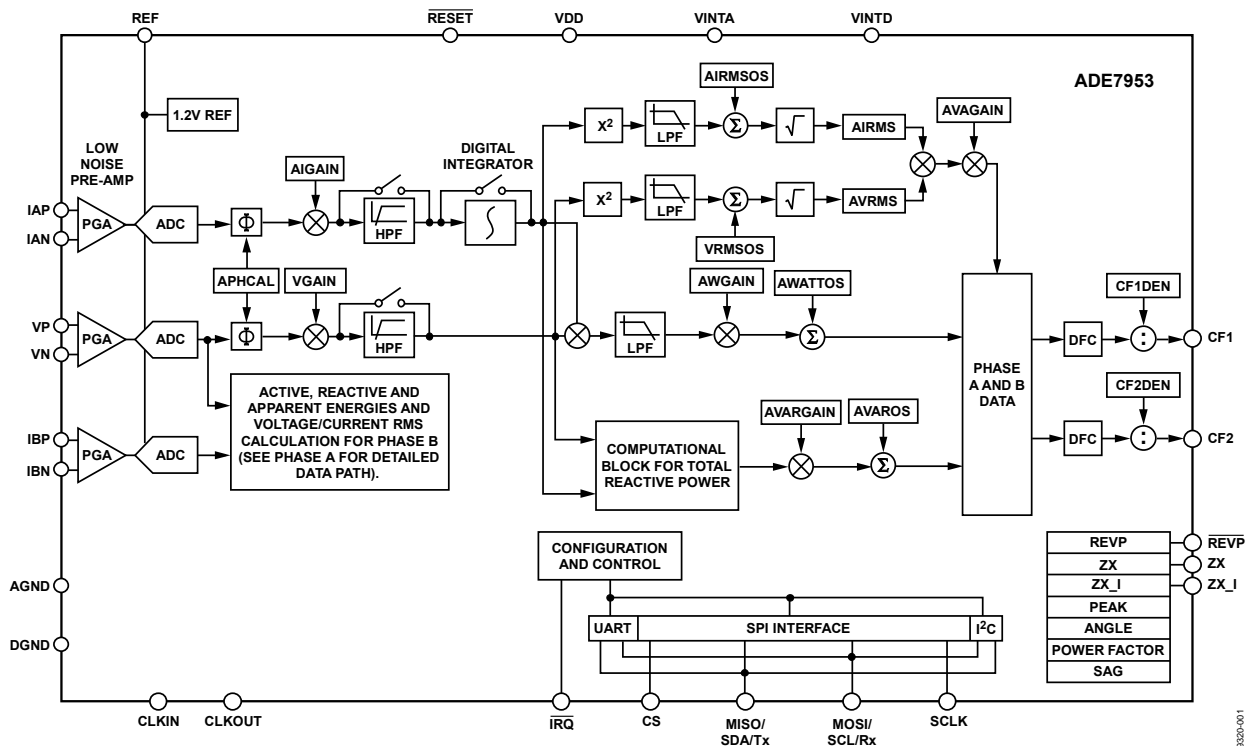 REF
RESET
VDD
VINTA
VINTD
ADE7953
1.2V REF
LOW
NOISE
PRE-AMP
AIGAIN
DIGITAL
INTEGRATOR
AIRMSOS
X²
LPF
Σ
√
AIRMS
AVAGAIN
IAP
IAN
PGA
ADC
Φ
HPF
∫
X²
LPF
Σ
√
AVRMS
VRMSOS
APHCAL
VGAIN
AWGAIN
AWATTOS
CF1DEN
VP
VN
PGA
ADC
Φ
HPF
LPF
Σ
PHASE
A AND B
DATA
DFC
:
CF1
ACTIVE, REACTIVE AND
APPARENT ENERGIES AND
VOLTAGE/CURRENT RMS
CALCULATION FOR PHASE B
(SEE PHASE A FOR DETAILED
DATA PATH).
IBP
IBN
PGA
ADC
COMPUTATIONAL
BLOCK FOR TOTAL
REACTIVE POWER
AVARGAIN
AVAROS
Σ
CF2DEN
DFC
:
CF2
CONFIGURATION
AND CONTROL
REVP
REVP
ZX
ZX
ZX_I
ZX_I
PEAK
ANGLE
POWER FACTOR
SAG
AGND
DGND
UART
SPI INTERFACE
I²C
CLKIN
CLKOUT
IRQ
CS
MISO/
SDA/Tx
MOSI/
SCL/Rx
SCLK